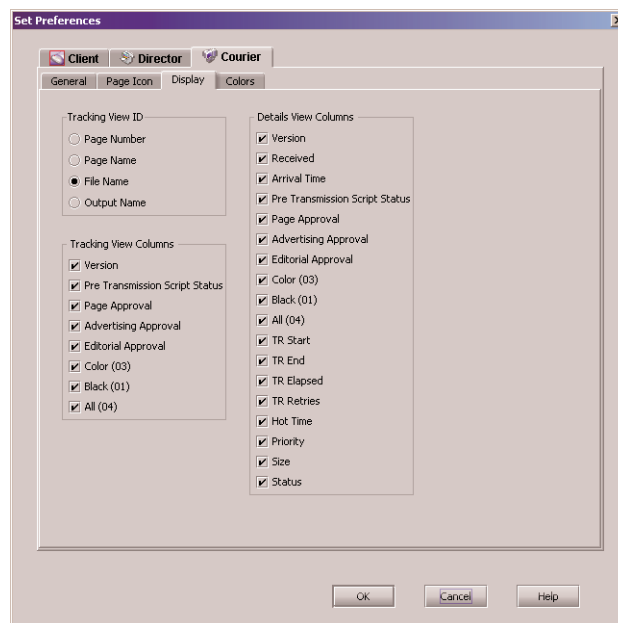 Set Preferences
Client Director Courier
General Page Icon Display Colors
Tracking View ID
Page Number
Page Name
File Name
Output Name
Tracking View Columns
Version
Pre Transmission Script Status
Page Approval
Advertising Approval
Editorial Approval
Color (03)
Black (01)
All (04)
Details View Columns
Version
Received
Arrival Time
Pre Transmission Script Status
Page Approval
Advertising Approval
Editorial Approval
Color (03)
Black (01)
All (04)
TR Start
TR End
TR Elapsed
TR Retries
Hot Time
Priority
Size
Status
OK Cancel Help